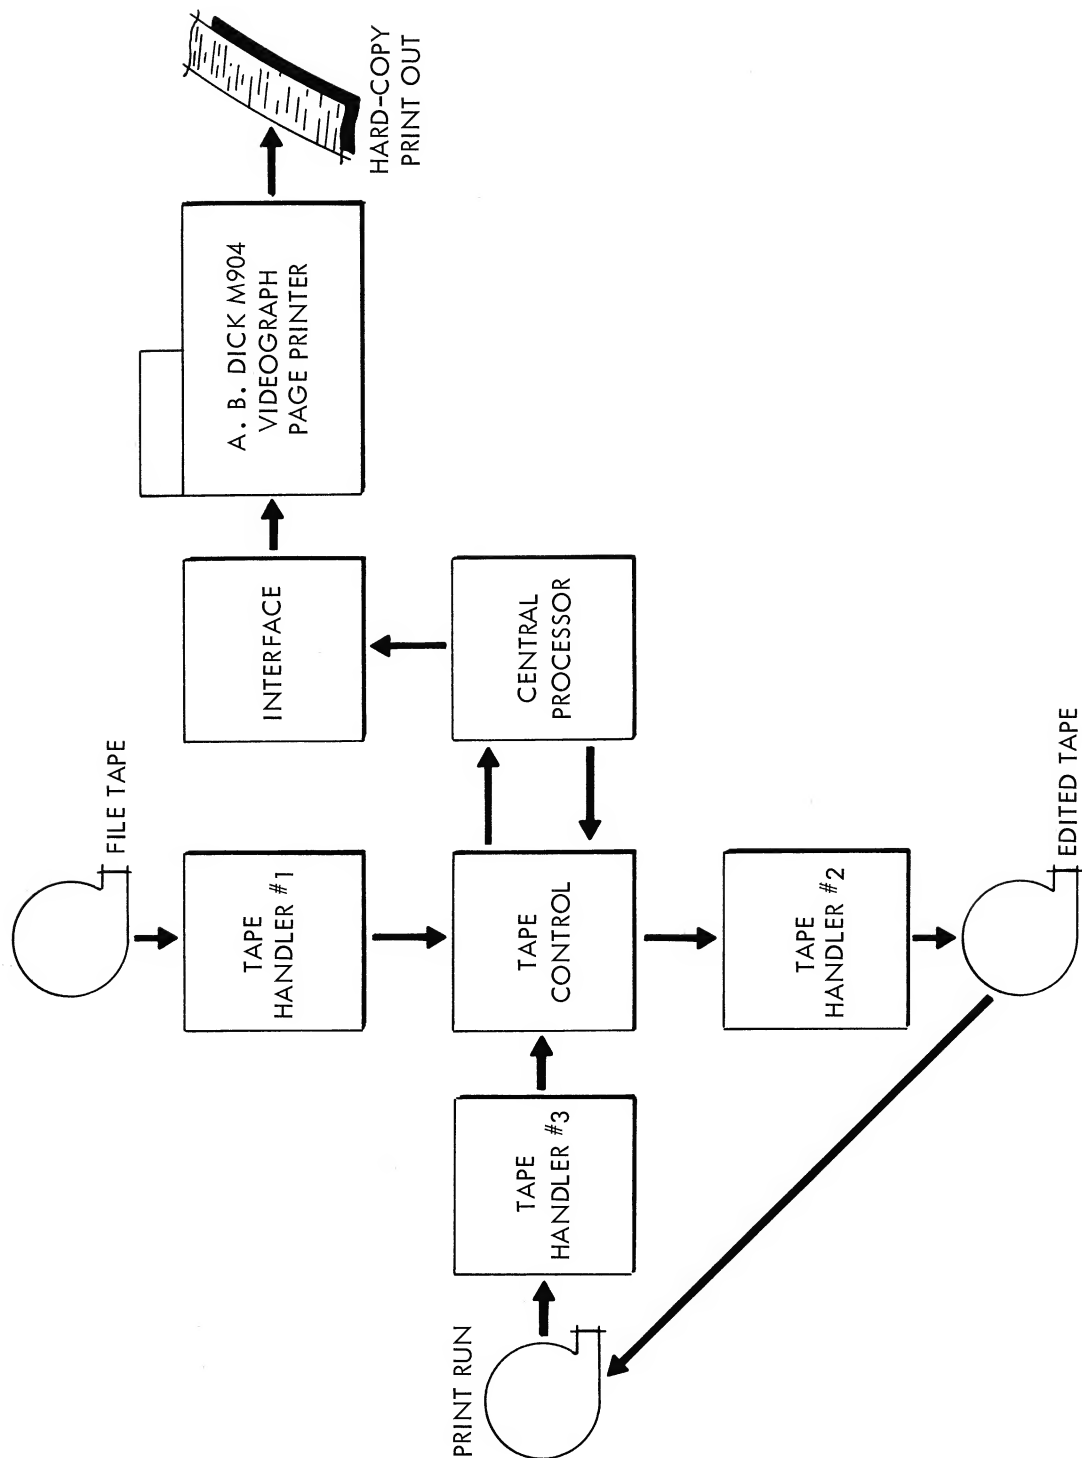 FILE TAPE
TAPE
HANDLER #1
INTERFACE
A. B. DICK M904
VIDEOGRAPH
PAGE PRINTER
HARD-COPY
PRINT OUT
PRINT RUN
TAPE
HANDLER #3
TAPE
CONTROL
CENTRAL
PROCESSOR
TAPE
HANDLER #2
EDITED TAPE